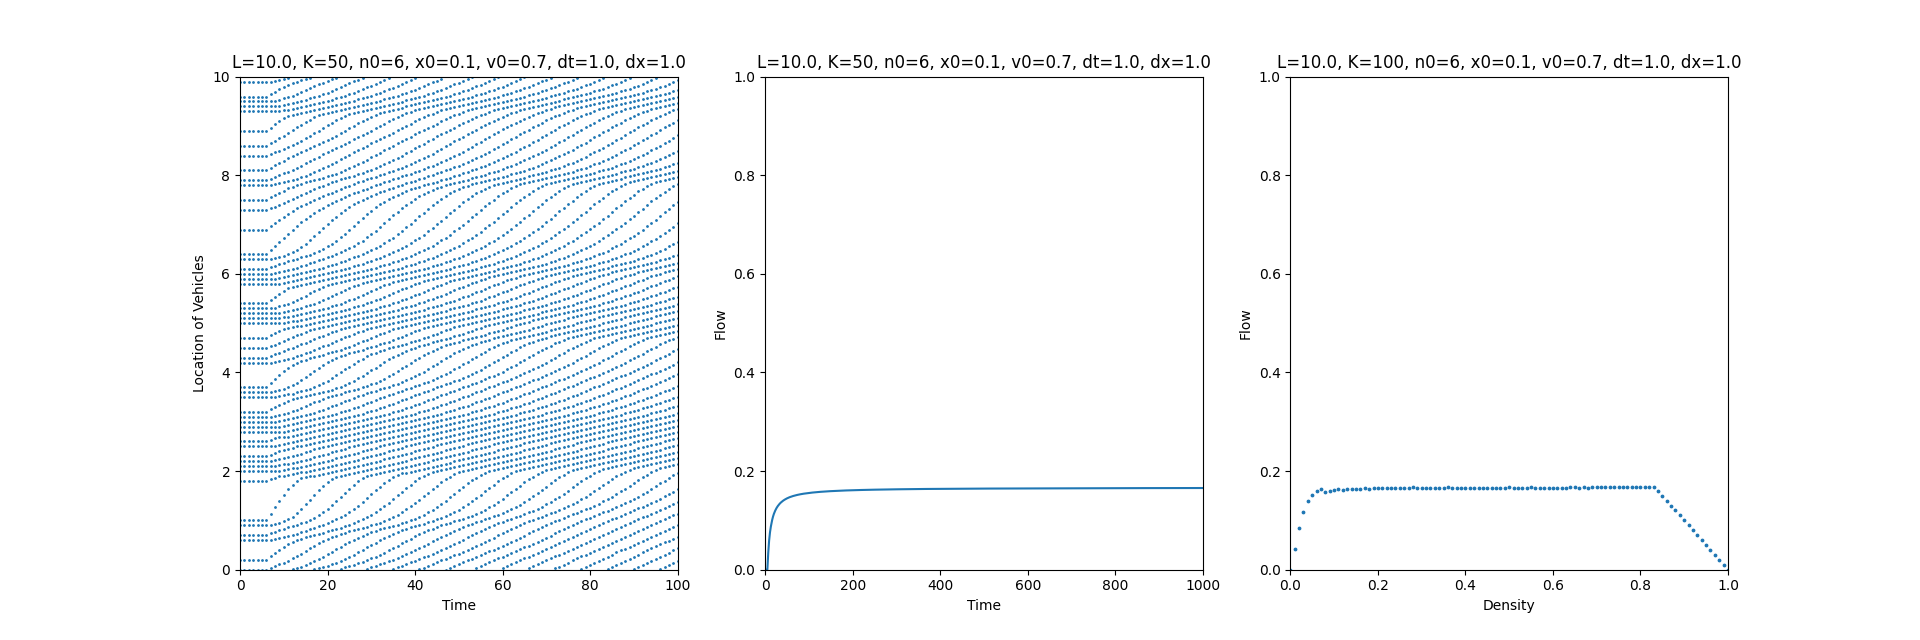 L=10.0, K=50, n0=6, x0=0.1, v0=0.7, dt=1.0, dx=1.0
10
8
6
4
2
0
Location of Vehicles
0 20 40 60 80 100
Time
L=10.0, K=50, n0=6, x0=0.1, v0=0.7, dt=1.0, dx=1.0
1.0
0.8
0.6
0.4
0.2
0.0
Flow
0 200 400 600 800 1000
Time
L=10.0, K=100, n0=6, x0=0.1, v0=0.7, dt=1.0, dx=1.0
1.0
0.8
0.6
0.4
0.2
0.0
Flow
0.0 0.2 0.4 0.6 0.8 1.0
Density